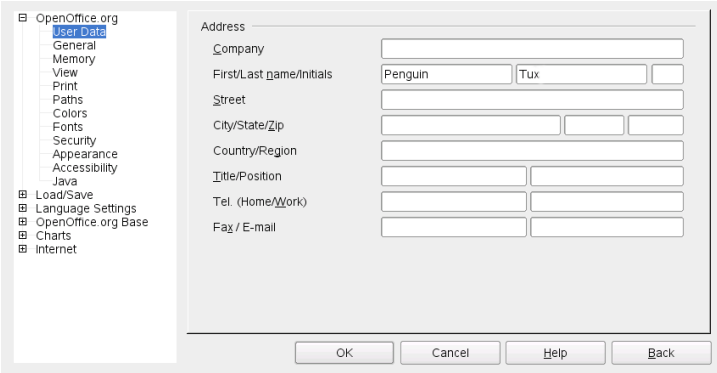 OpenOffice.org
User Data
General
Memory
View
Print
Paths
Colors
Fonts
Security
Appearance
Accessibility
Java
Load/Save
Language Settings
OpenOffice.org Base
Charts
Internet
Address
Company
First/Last name/Initials Penguin Tux
Street
City/State/Zip
Country/Region
Title/Position
Tel. (Home/Work)
Fax / E-mail
OK Cancel Help Back